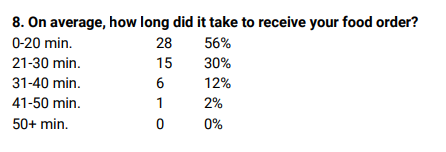 8. On average, how long did it take to receive your food order?
0-20 min. 28 56%
21-30 min. 15 30%
31-40 min. 6 12%
41-50 min. 1 2%
50+ min. 0 0%